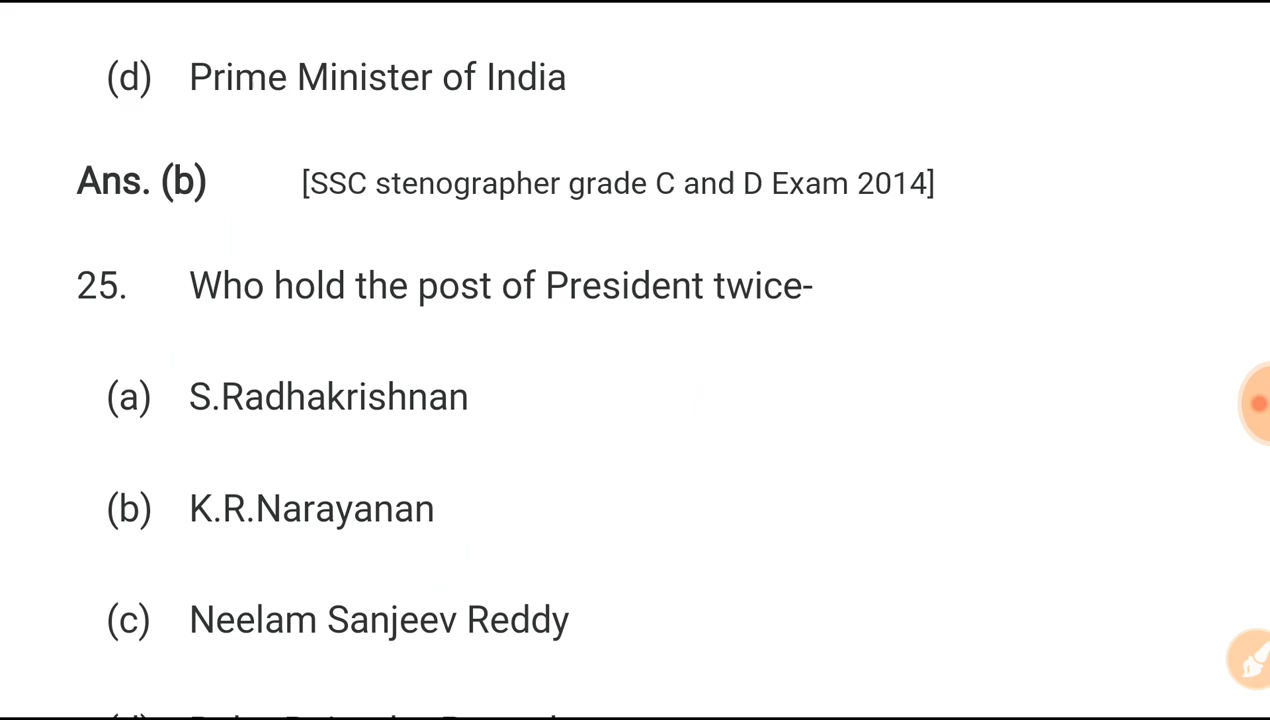 (d) Prime Minister of India
Ans. (b) [SSC stenographer grade C and D Exam 2014]
25. Who hold the post of President twice-
(a) S.Radhakrishnan
(b) K.R.Narayanan
(c) Neelam Sanjeev Reddy